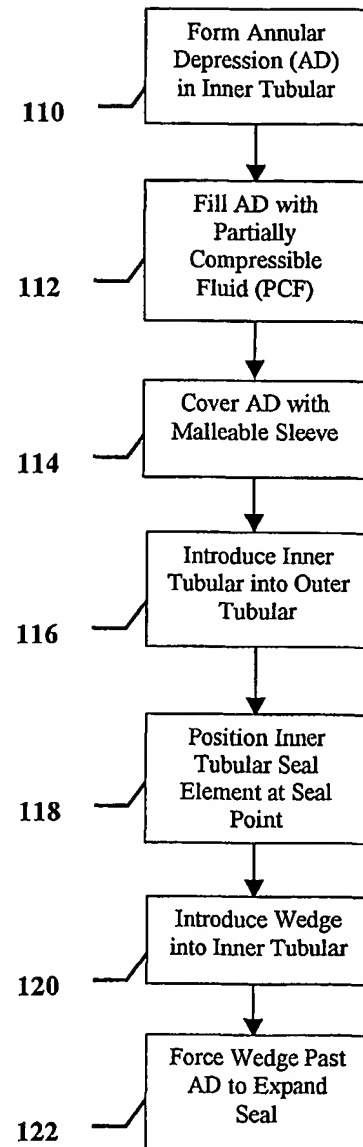 Form Annular
Depression (AD)
in Inner Tubular
110
Fill AD with
Partially
Compressible
Fluid (PCF)
112
Cover AD with
Malleable Sleeve
114
Introduce Inner
Tubular into Outer
Tubular
116
Position Inner
Tubular Seal
Element at Seal
Point
118
Introduce Wedge
into Inner Tubular
120
Force Wedge Past
AD to Expand
Seal
122